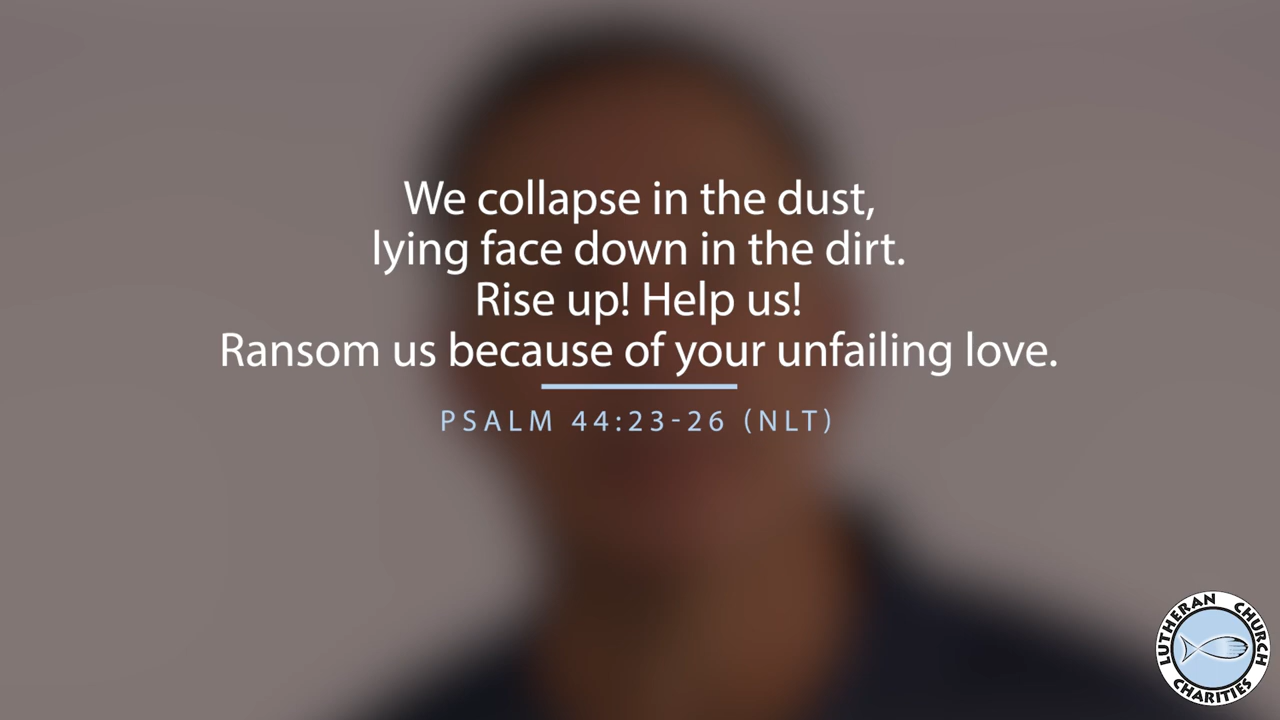 We collapse in the dust,
lying face down in the dirt.
Rise up! Help us!
Ransom us because of your unfailing love.
PSALM 44:23-26 (NLT)
LUTHERAN CHURCH
CHARITIES